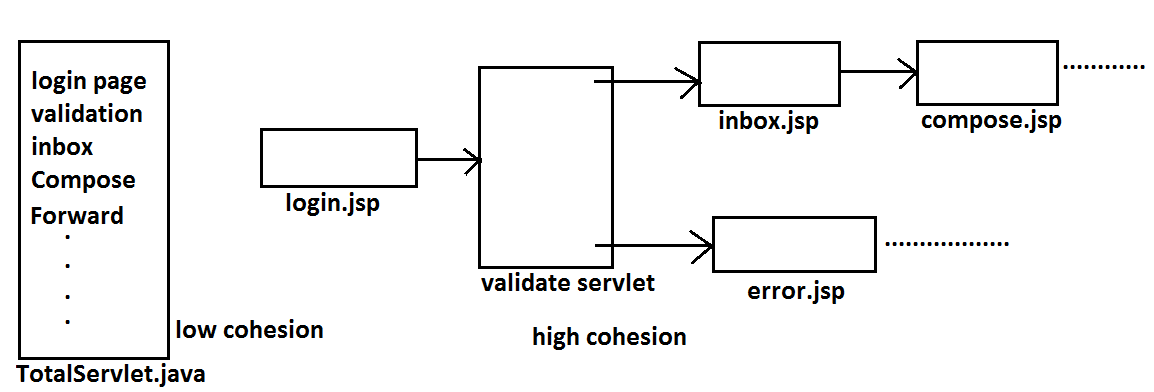 login page
validation
inbox
Compose
Forward
.
.
.
.
TotalServlet.java
low cohesion
login.jsp
validate servlet
high cohesion
inbox.jsp
compose.jsp
............
error.jsp
..................